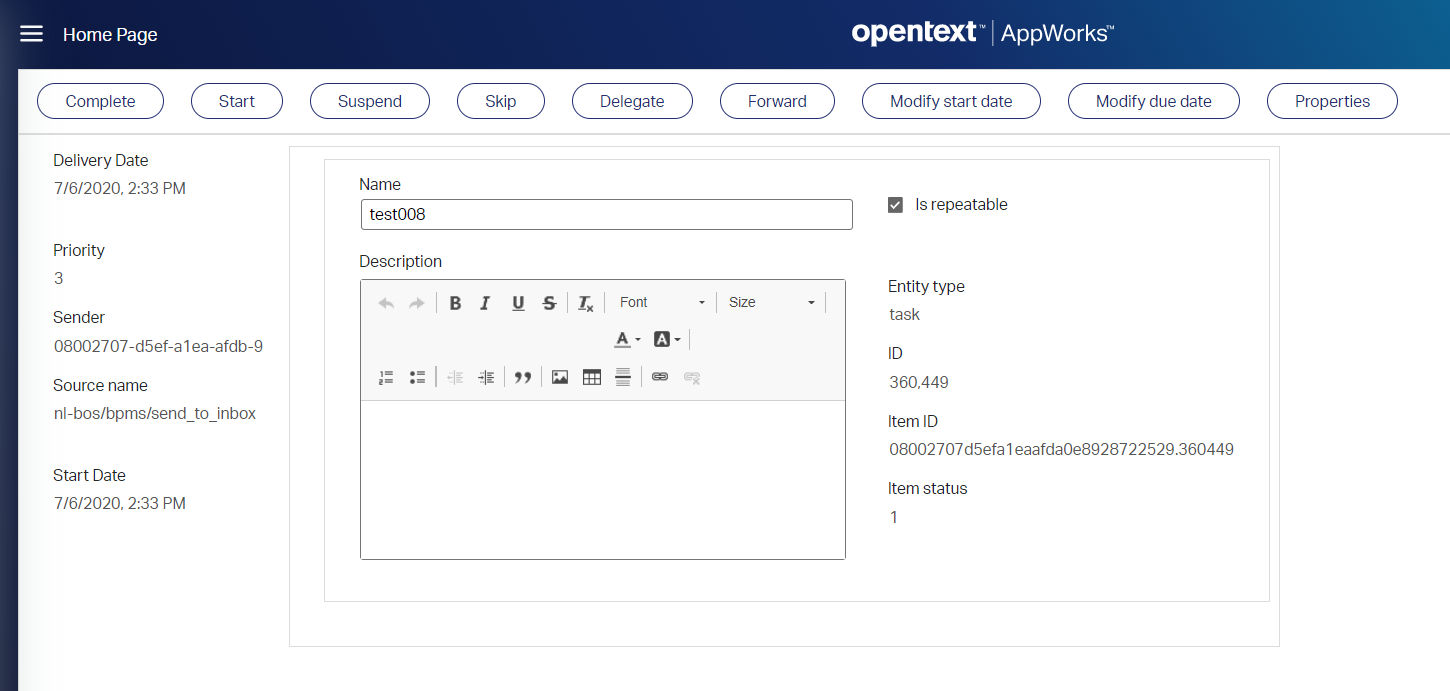 Home Page
opentext™ | AppWorks™
Complete
Start
Suspend
Skip
Delegate
Forward
Modify start date
Modify due date
Properties
Delivery Date
7/6/2020, 2:33 PM
Priority
3
Sender
08002707-d5ef-a1ea-afdb-9
Source name
nl-bos/bpms/send_to_inbox
Start Date
7/6/2020, 2:33 PM
Name
test008
Is repeatable
Description
B I U S Tx Font Size
A A
Entity type
task
ID
360,449
Item ID
08002707d5efa1eaafda0e8928722529.360449
Item status
1